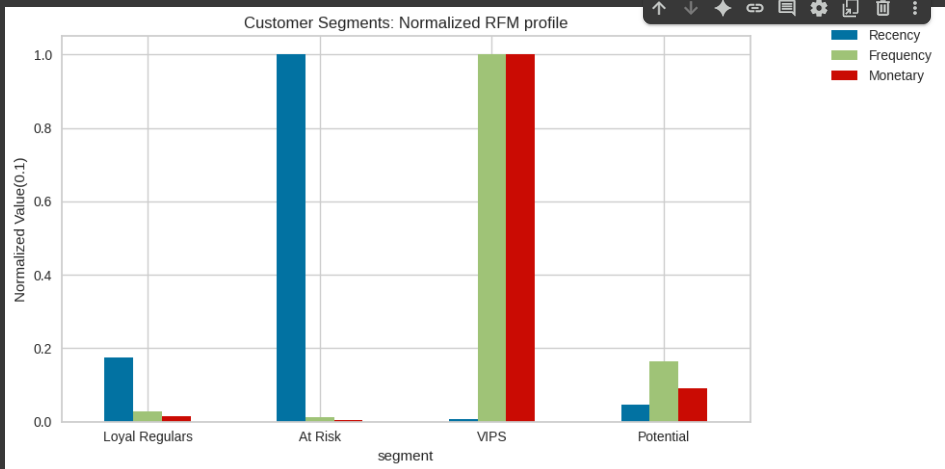 Customer Segments: Normalized RFM profile
Recency
Frequency
Monetary
Normalized Value(0.1)
1.0
0.8
0.6
0.4
0.2
0.0
Loyal Regulars
At Risk
VIPS
Potential
segment